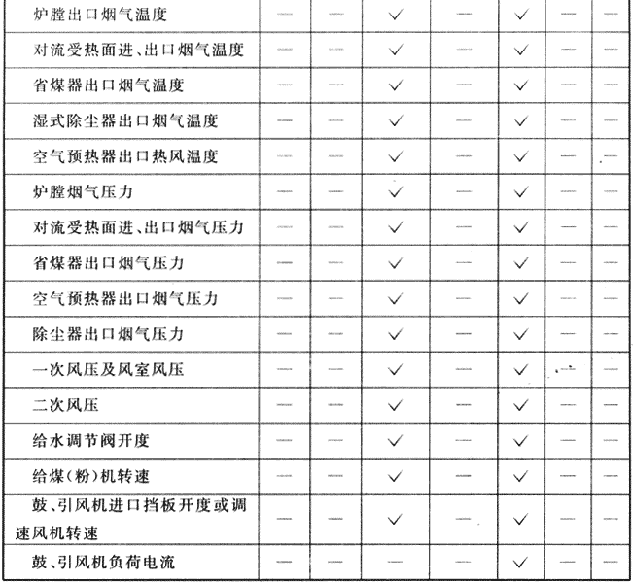 炉膛出口烟气温度 — — ✓ — ✓ — —
对流受热面进、出口烟气温度 — — ✓ — ✓ — —
省煤器出口烟气温度 — — ✓ — ✓ — —
湿式除尘器出口烟气温度 — — ✓ — ✓ — —
空气预热器出口热风温度 — — ✓ — ✓ — —
炉膛烟气压力 — — ✓ — ✓ — —
对流受热面进、出口烟气压力 — — ✓ — ✓ — —
省煤器出口烟气压力 — — ✓ — ✓ — —
空气预热器出口烟气压力 — — ✓ — ✓ — —
除尘器出口烟气压力 — — ✓ — ✓ — —
一次风压及风室风压 — — ✓ — ✓ — —
二次风压 — — ✓ — ✓ — —
给水调节阀开度 — — ✓ — ✓ — —
给煤(粉)机转速 — — ✓ — ✓ — —
鼓、引风机进口挡板开度或调
速风机转速 — — ✓ — ✓ — —
鼓、引风机负荷电流 — — — — ✓ — —